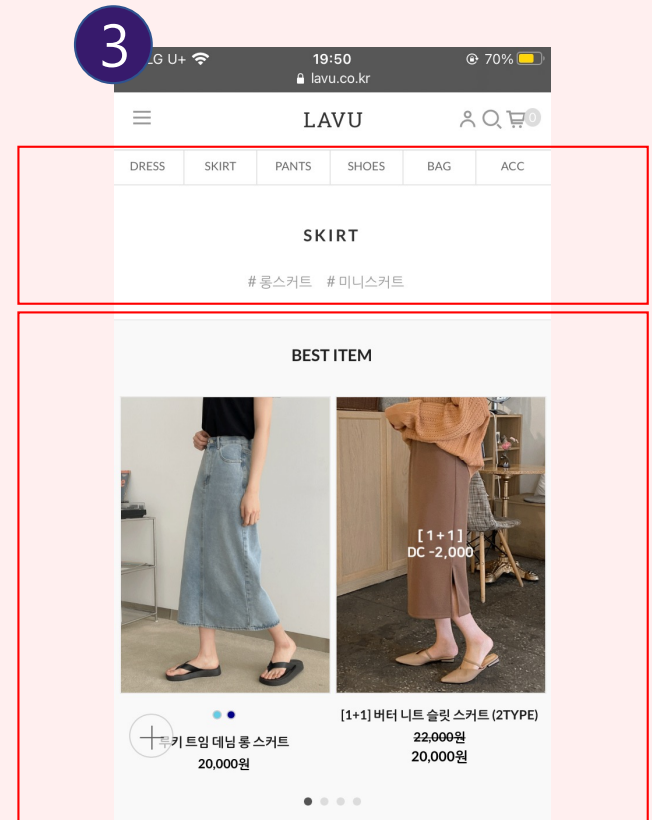 3
LG U+ 19:50 70%
lavu.co.kr
LAVU
0
DRESS SKIRT PANTS SHOES BAG ACC
SKIRT
# 롱스커트 # 미니스커트
BEST ITEM
[1+1]
DC -2,000
트임 데님 롱 스커트
20,000원
[1+1] 버터 니트 슬릿 스커트 (2TYPE)
22,000원
20,000원